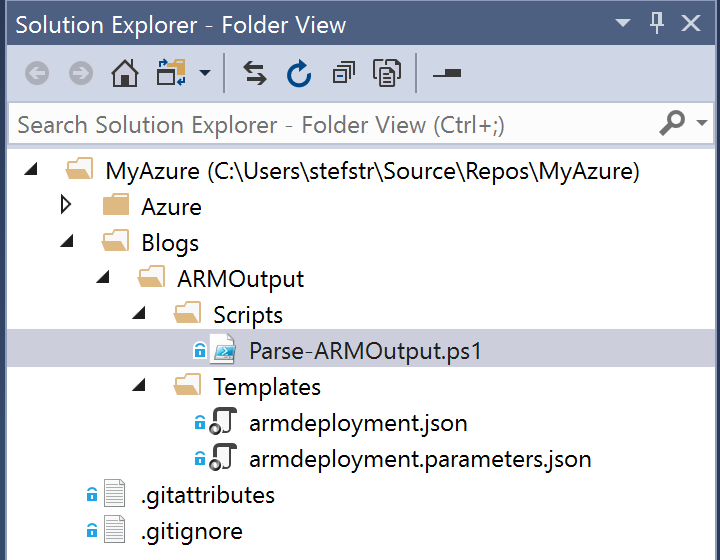 Solution Explorer - Folder View
Search Solution Explorer - Folder View (Ctrl+;)
MyAzure (C:\Users\stefstr\Source\Repos\MyAzure)
Azure
Blogs
ARMOutput
Scripts
Parse-ARMOutput.ps1
Templates
armdeployment.json
armdeployment.parameters.json
.gitattributes
.gitignore